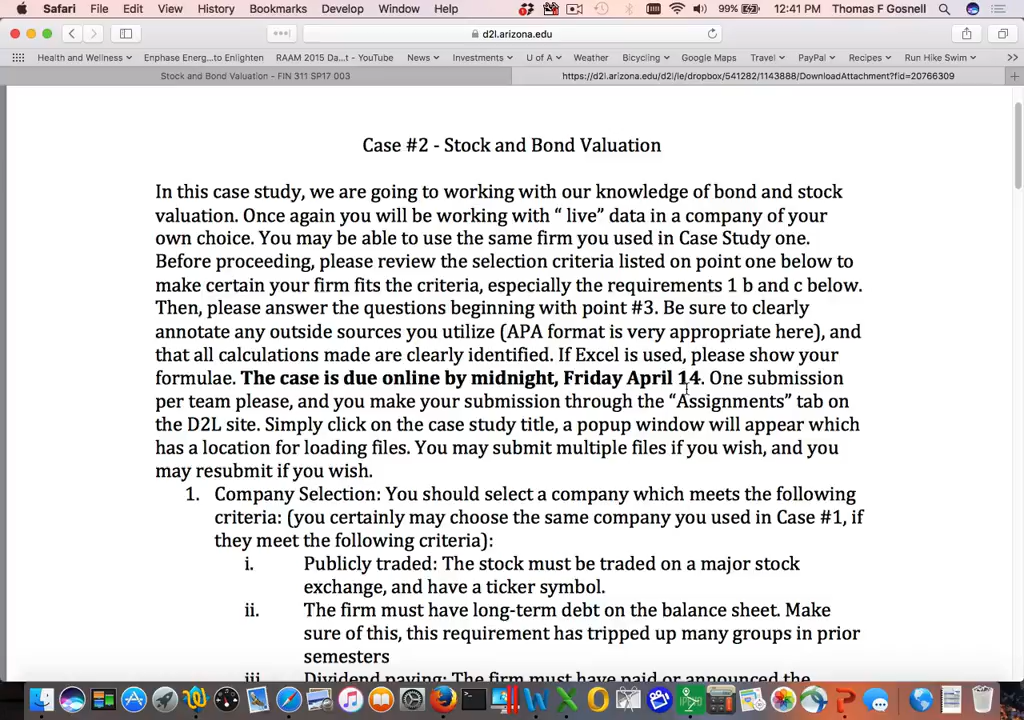 Safari File Edit View History Bookmarks Develop Window Help 99% 12:41 PM Thomas F Gosnell
d2l.arizona.edu
Health and Wellness Enphase Energ...to Enlighten RAAM 2015 Da...t - YouTube News Investments U of A Weather Bicycling Google Maps Travel PayPal Recipes Run Hike Swim >>
Stock and Bond Valuation - FIN 311 SP17 003 https://d2l.arizona.edu/d2l/le/dropbox/541282/1143888/DownloadAttachment?fid=20766309
Case #2 - Stock and Bond Valuation
In this case study, we are going to working with our knowledge of bond and stock
valuation. Once again you will be working with “ live” data in a company of your
own choice. You may be able to use the same firm you used in Case Study one.
Before proceeding, please review the selection criteria listed on point one below to
make certain your firm fits the criteria, especially the requirements 1 b and c below.
Then, please answer the questions beginning with point #3. Be sure to clearly
annotate any outside sources you utilize (APA format is very appropriate here), and
that all calculations made are clearly identified. If Excel is used, please show your
formulae. The case is due online by midnight, Friday April 14. One submission
per team please, and you make your submission through the “Assignments” tab on
the D2L site. Simply click on the case study title, a popup window will appear which
has a location for loading files. You may submit multiple files if you wish, and you
may resubmit if you wish.
1. Company Selection: You should select a company which meets the following
criteria: (you certainly may choose the same company you used in Case #1, if
they meet the following criteria):
i. Publicly traded: The stock must be traded on a major stock
exchange, and have a ticker symbol.
ii. The firm must have long-term debt on the balance sheet. Make
sure of this, this requirement has tripped up many groups in prior
semesters
iii. Dividend paying: The firm must have paid or announced the